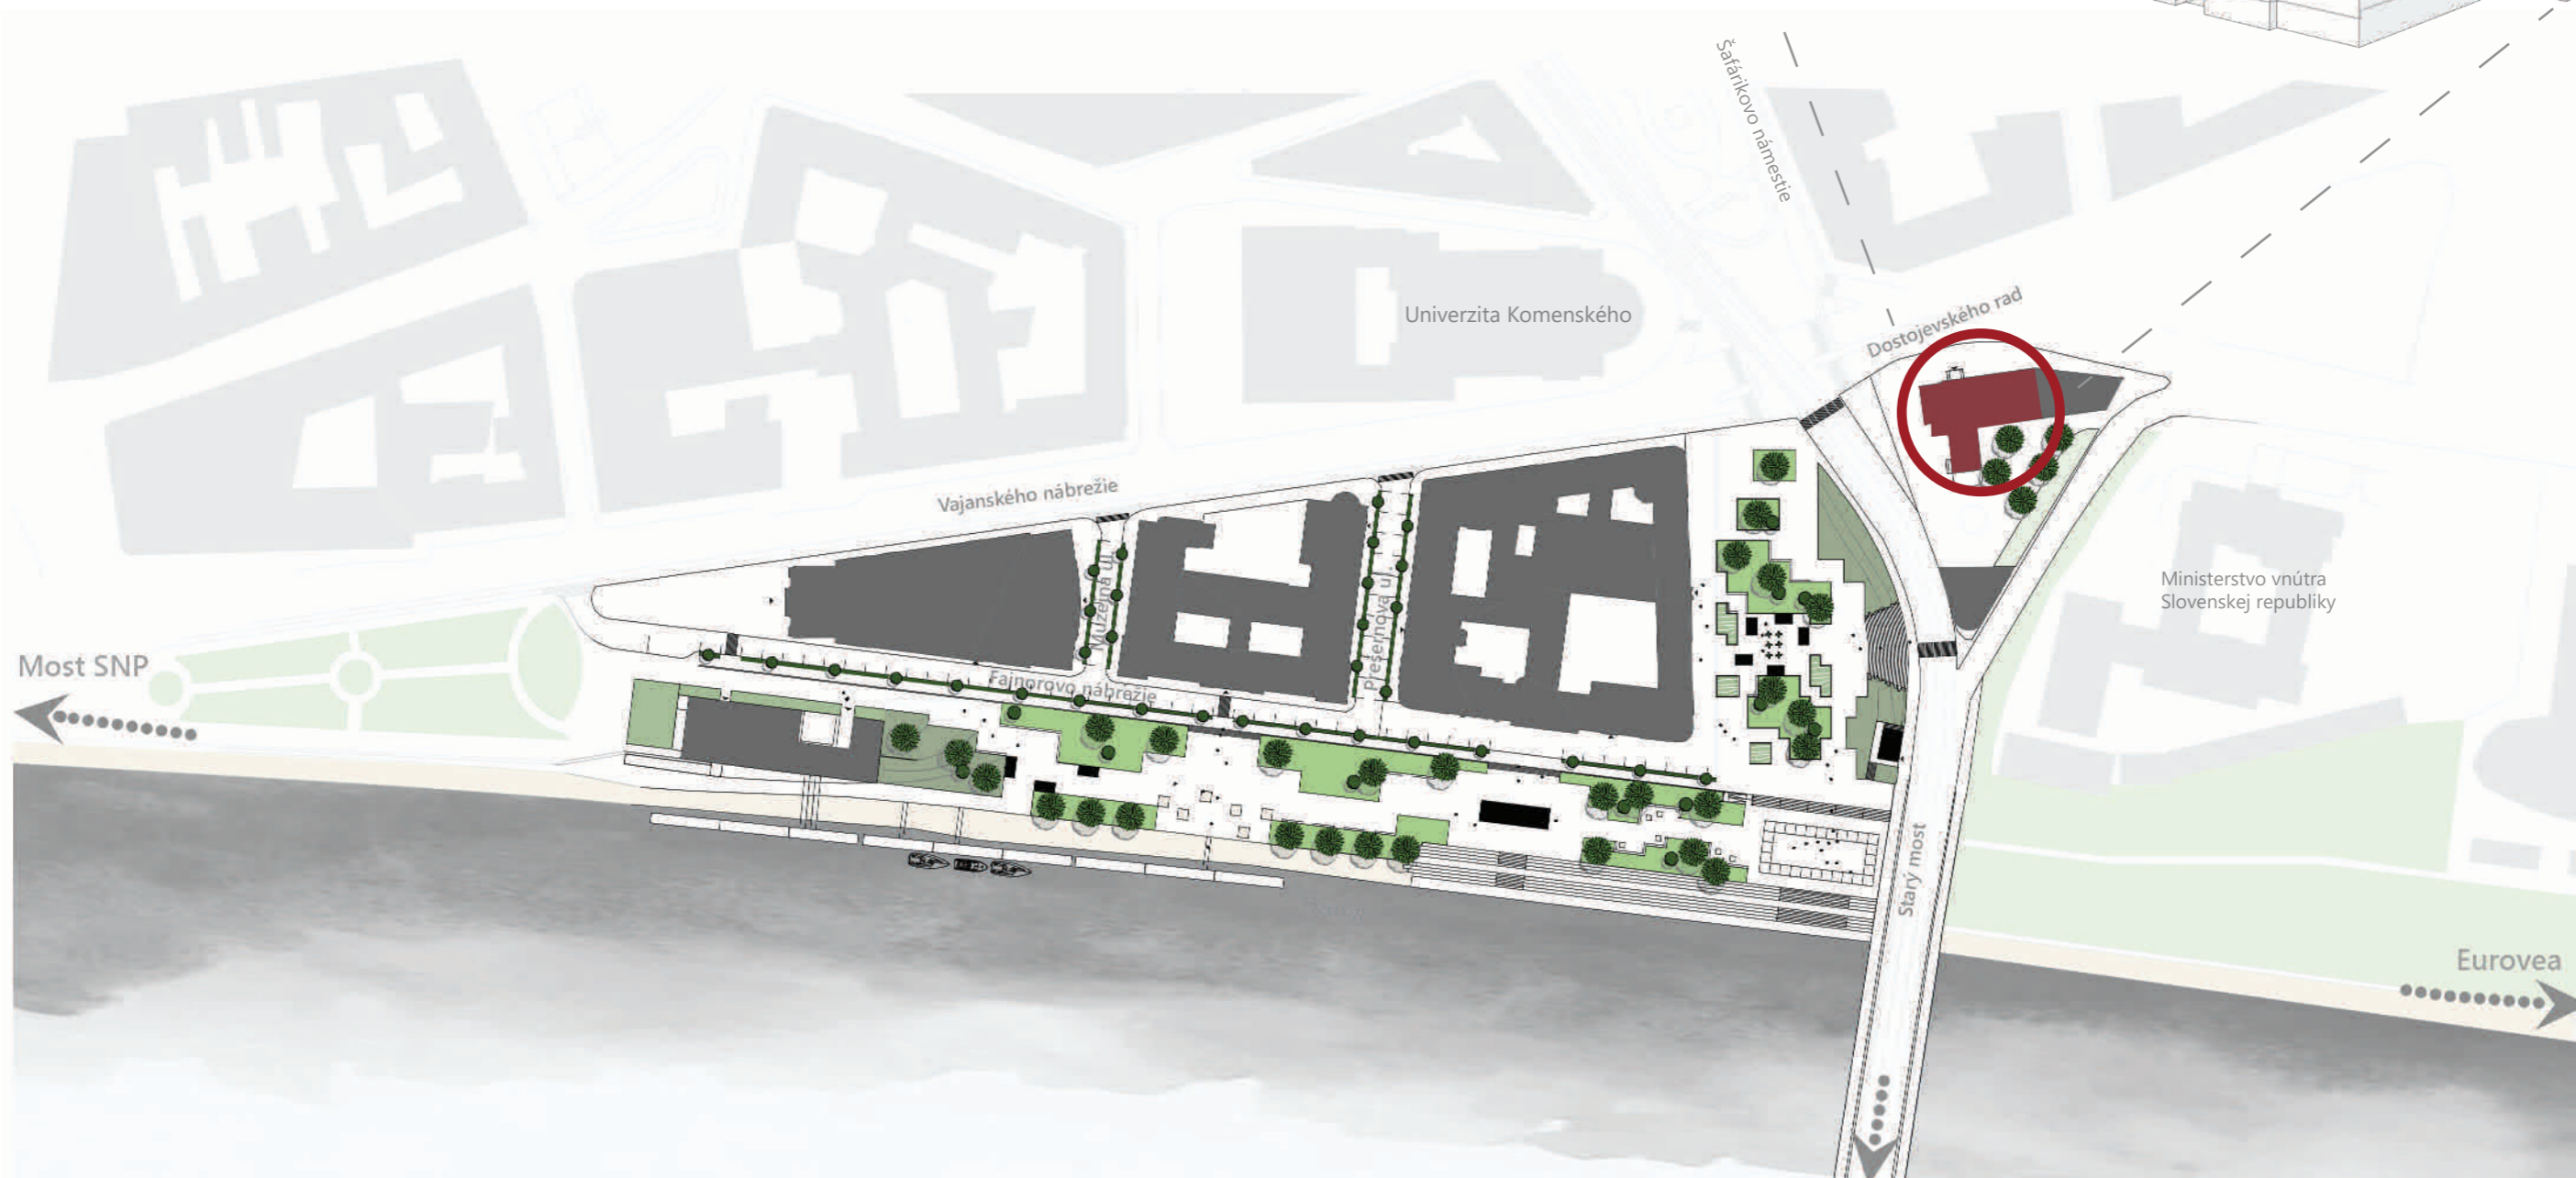 Šafárikovo námestie
Univerzita Komenského
Dostojevského rad
Vajanského nábrežie
Múzejná ul.
Prešernova ul.
Ministerstvo vnútra
Slovenskej republiky
Most SNP
Fajnorovo nábrežie
Starý most
Eurovea